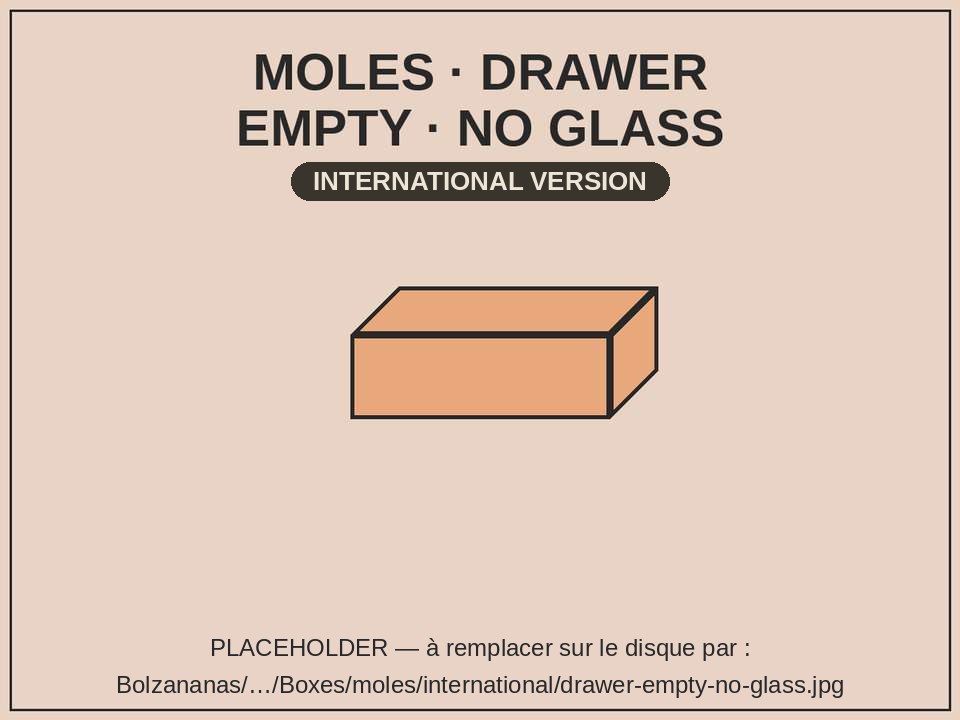 MOLES · DRAWER
EMPTY · NO GLASS
INTERNATIONAL VERSION
PLACEHOLDER — à remplacer sur le disque par :
Bolzananas/…/Boxes/moles/international/drawer-empty-no-glass.jpg